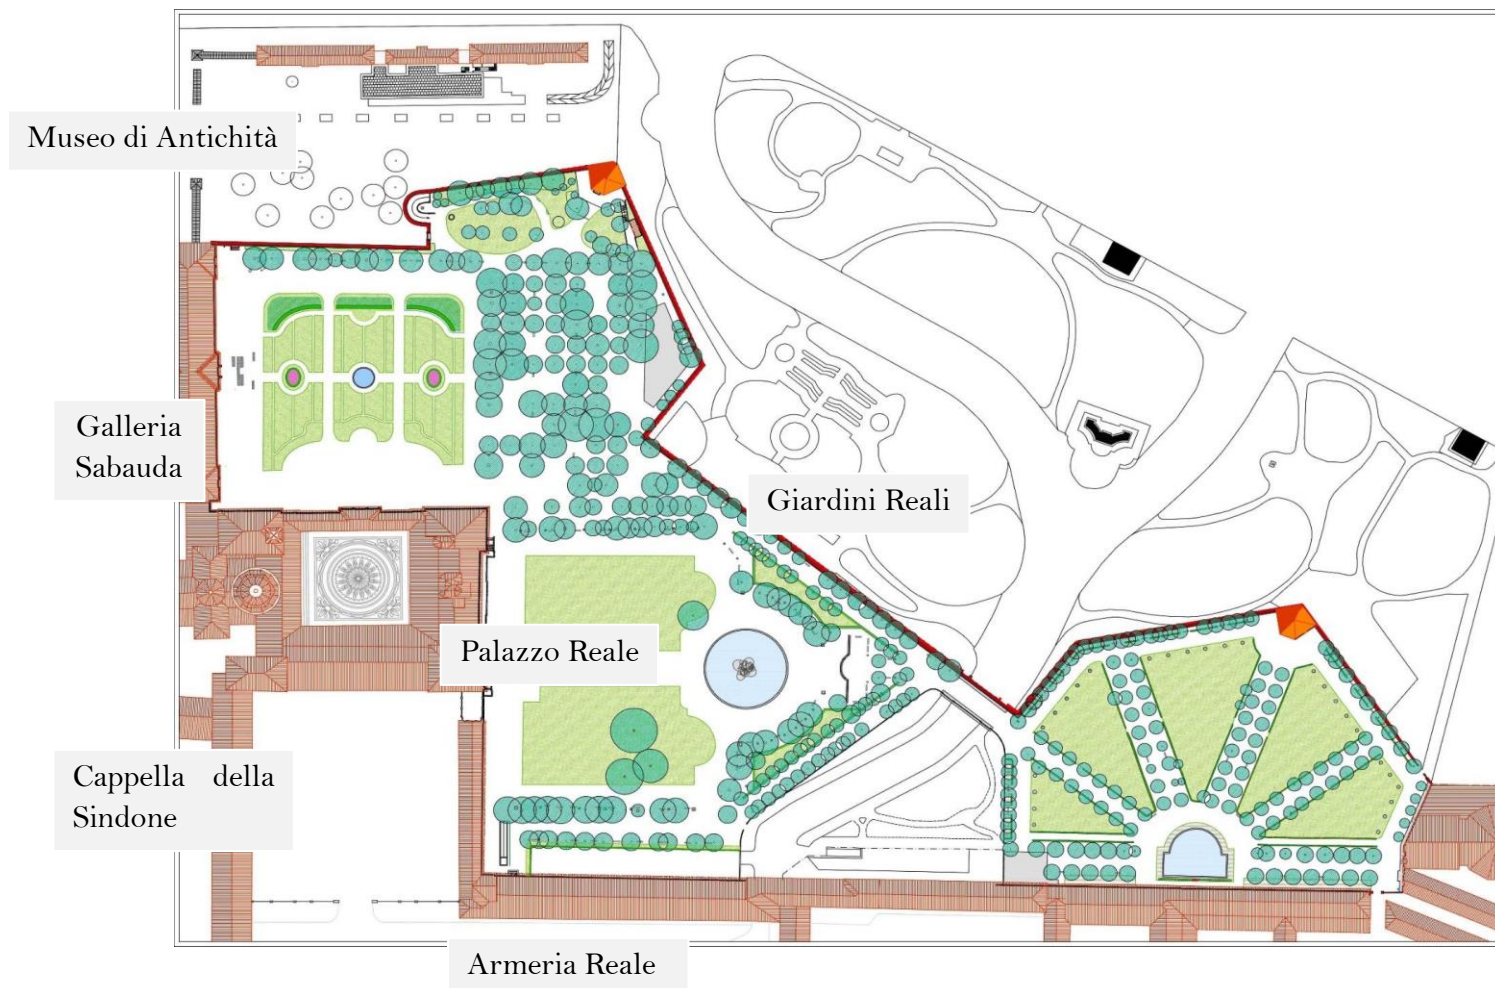 Museo di Antichità
Galleria
Sabauda
Giardini Reali
Palazzo Reale
Cappella della
Sindone
Armeria Reale